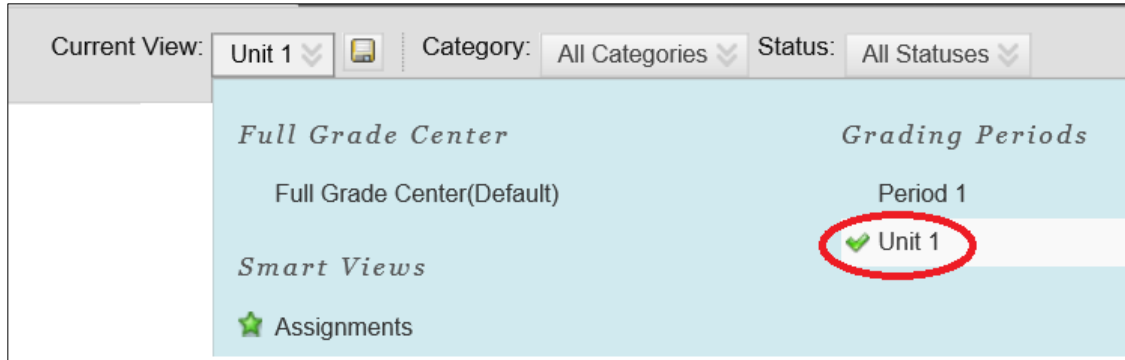 Current View: Unit 1 Category: All Categories Status: All Statuses
Full Grade Center Grading Periods
Full Grade Center(Default) Period 1
Unit 1
Smart Views
Assignments